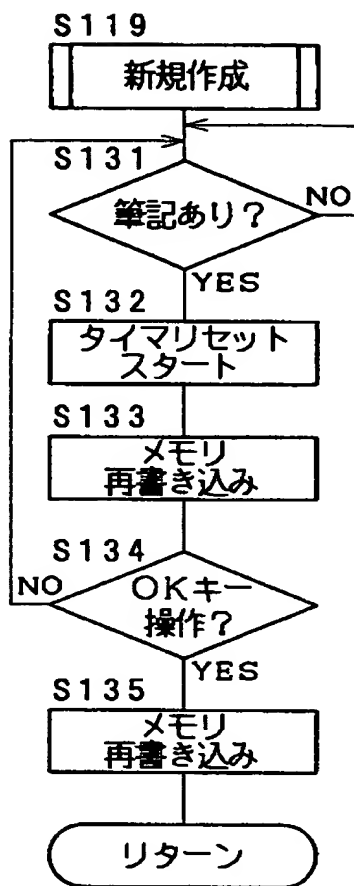 S119
新規作成
S131
筆記あり？
NO
YES
S132
タイマリセット
スタート
S133
メモリ
再書き込み
S134
NO
OKキー
操作？
YES
S135
メモリ
再書き込み
リターン